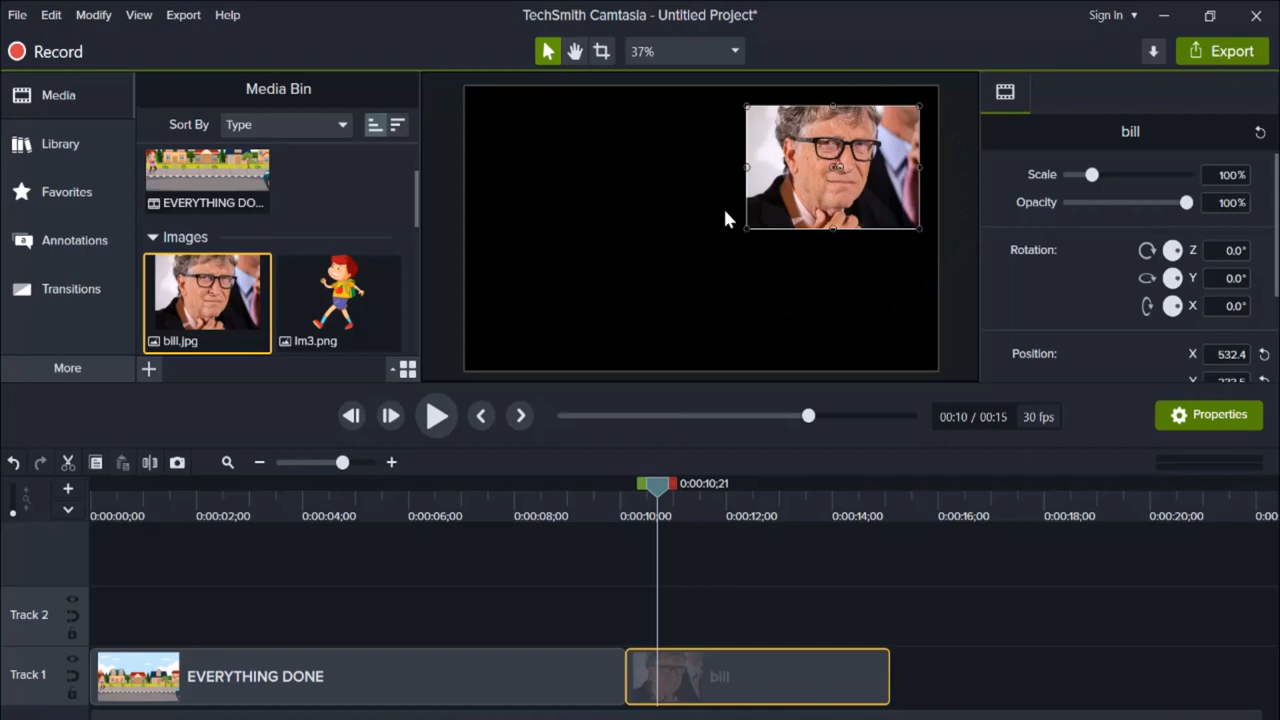 File Edit Modify View Export Help
TechSmith Camtasia - Untitled Project*
Sign In
Record
37%
Export
Media
Library
Favorites
Annotations
Transitions
More
Media Bin
Sort By Type
EVERYTHING DO...
Images
bill.jpg
Im3.png
bill
Scale 100%
Opacity 100%
Rotation: Z 0.0°
Y 0.0°
X 0.0°
Position: X 532.4
00:10 / 00:15 30 fps
Properties
0:00:10;21
0:00:00;00 0:00:02;00 0:00:04;00 0:00:06;00 0:00:08;00 0:00:10;00 0:00:12;00 0:00:14;00 0:00:16;00 0:00:18;00 0:00:20;00 0:00
Track 2
Track 1
EVERYTHING DONE
bill